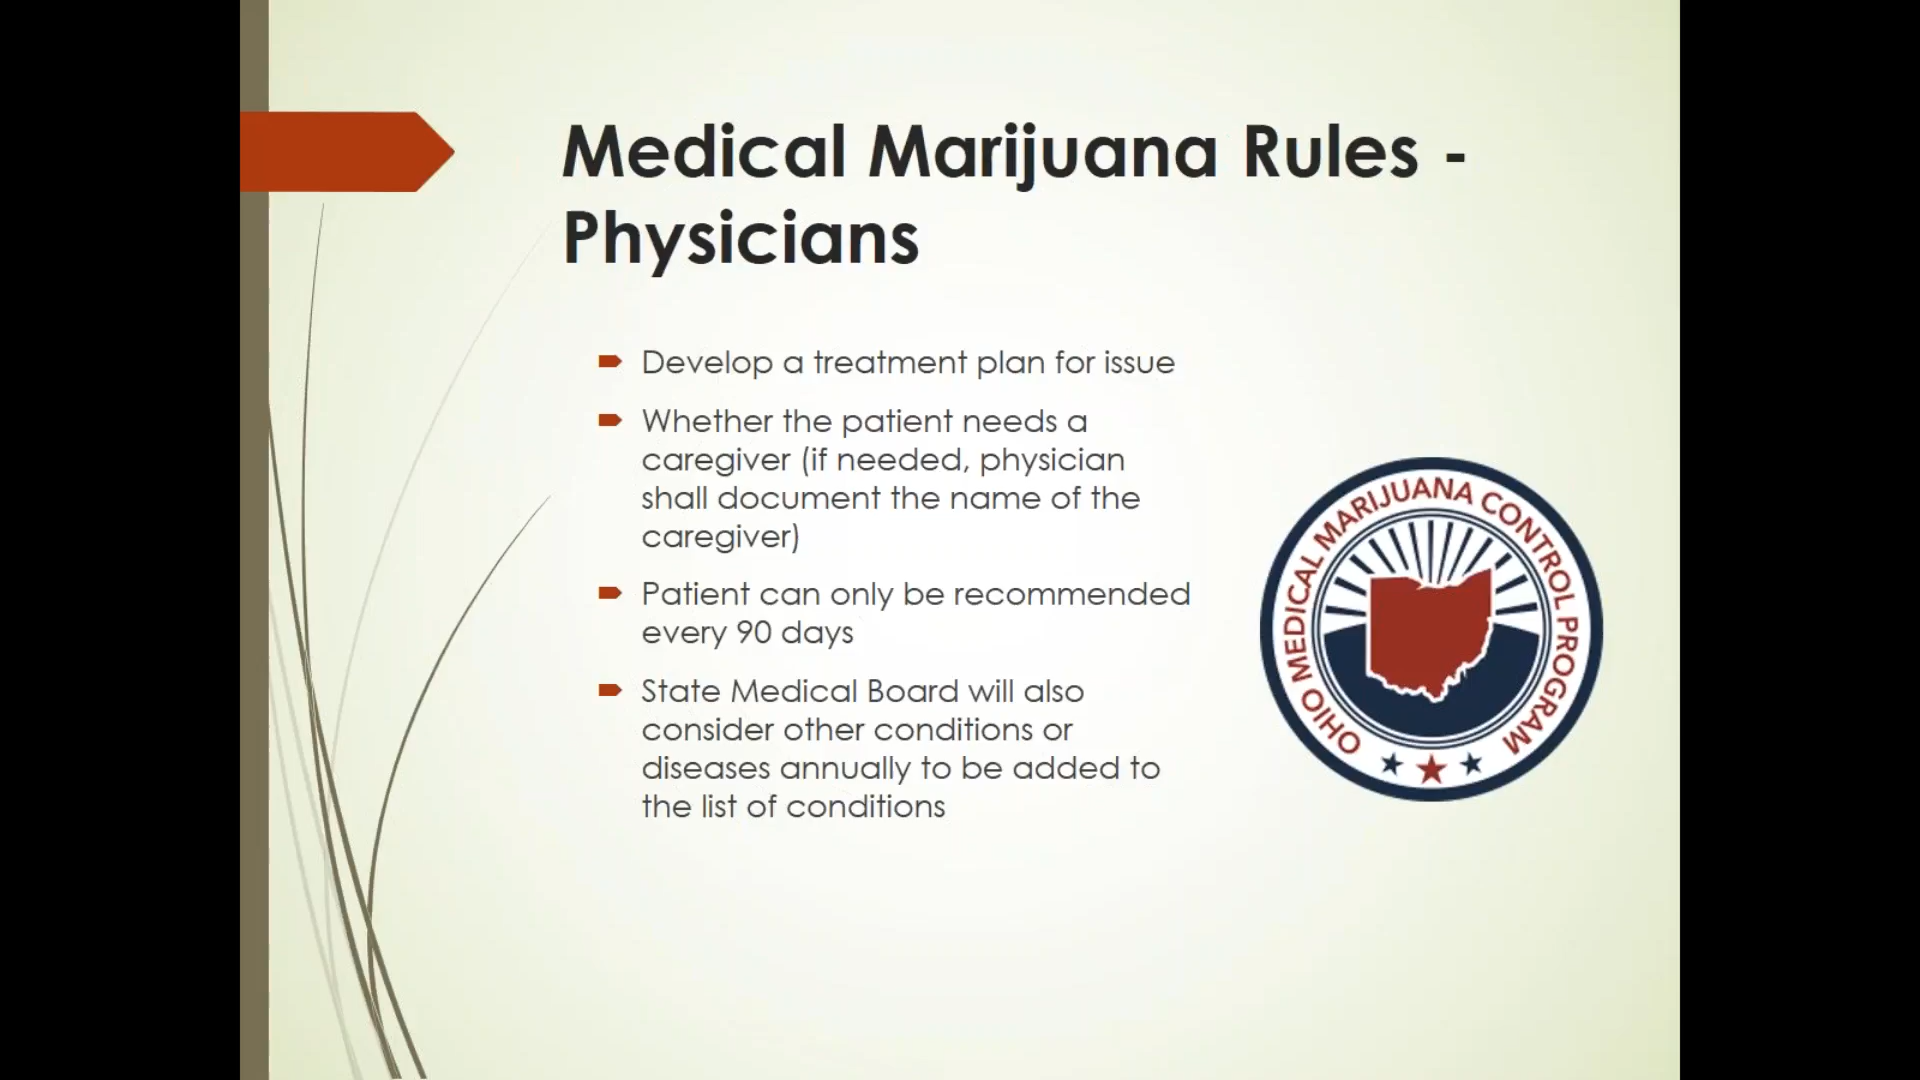 Medical Marijuana Rules -
Physicians
Develop a treatment plan for issue
Whether the patient needs a
caregiver (if needed, physician
shall document the name of the
caregiver)
Patient can only be recommended
every 90 days
State Medical Board will also
consider other conditions or
diseases annually to be added to
the list of conditions
OHIO MEDICAL MARIJUANA CONTROL PROGRAM